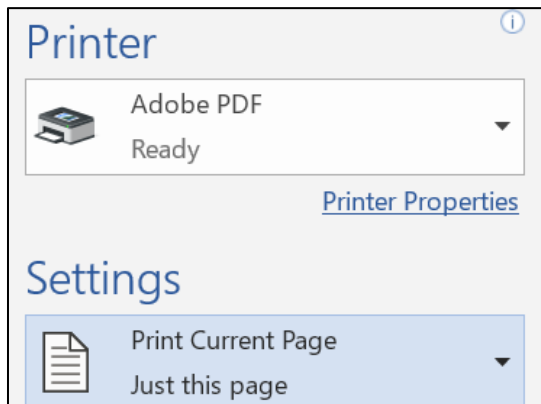 Printer
Adobe PDF
Ready
Printer Properties
Settings
Print Current Page
Just this page